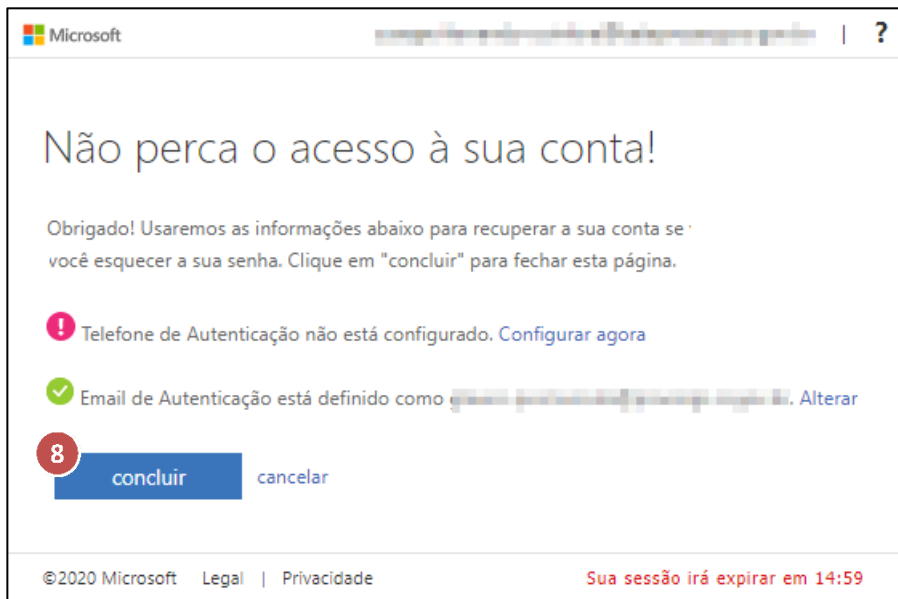 Microsoft | ?
Não perca o acesso à sua conta!
Obrigado! Usaremos as informações abaixo para recuperar a sua conta se
você esquecer a sua senha. Clique em "concluir" para fechar esta página.
! Telefone de Autenticação não está configurado. Configurar agora
Email de Autenticação está definido como . Alterar
8
concluir cancelar
©2020 Microsoft Legal | Privacidade Sua sessão irá expirar em 14:59